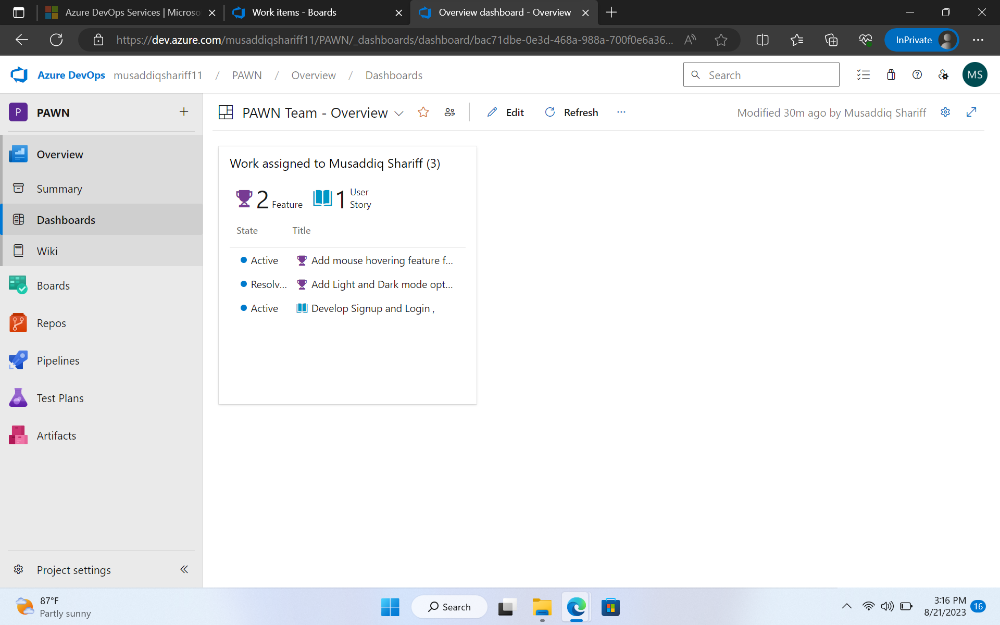 Azure DevOps Services | Microso
Work items - Boards
Overview dashboard - Overview
https://dev.azure.com/musaddiqshariff11/PAWN/_dashboards/dashboard/bac71dbe-0e3d-468a-988a-700f0e6a36...
InPrivate
Azure DevOps musaddiqshariff11 / PAWN / Overview / Dashboards
Search
MS
P PAWN
Overview
Summary
Dashboards
Wiki
Boards
Repos
Pipelines
Test Plans
Artifacts
Project settings
PAWN Team - Overview
Edit
Refresh
Modified 30m ago by Musaddiq Shariff
Work assigned to Musaddiq Shariff (3)
2 Feature
1 User
Story
State Title
Active Add mouse hovering feature f...
Resolv... Add Light and Dark mode opt...
Active Develop Signup and Login ,
87°F
Partly sunny
Search
3:16 PM
8/21/2023
16